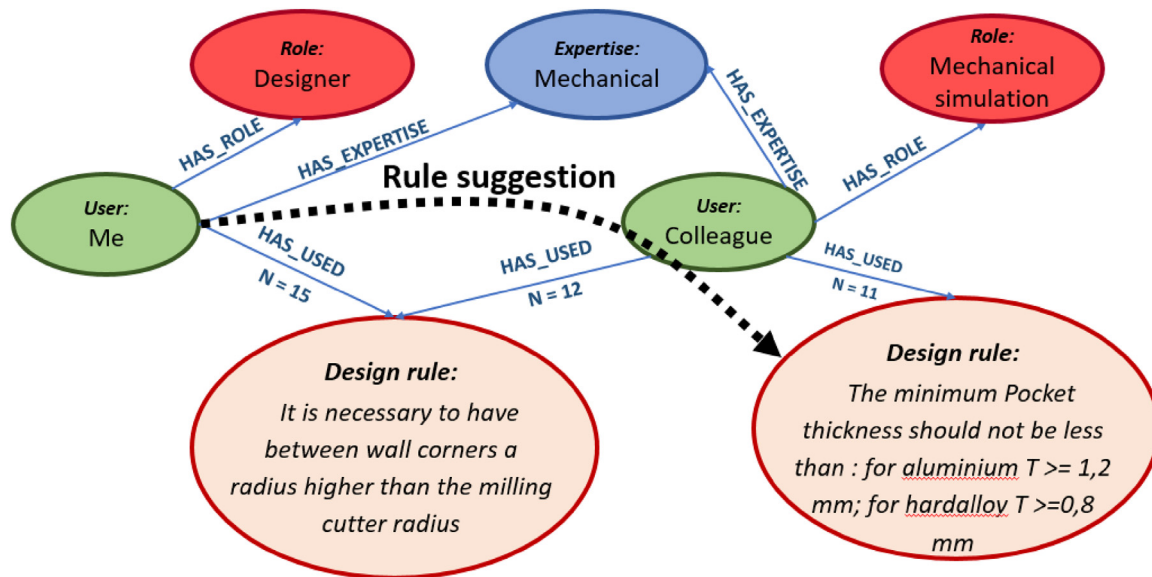 Role:
Designer
Expertise:
Mechanical
Role:
Mechanical
simulation
HAS_ROLE
HAS_EXPERTISE
HAS_EXPERTISE
HAS_ROLE
Rule suggestion
User:
Me
User:
Colleague
HAS_USED
N = 15
HAS_USED
N = 12
HAS_USED
N = 11
Design rule:
It is necessary to have
between wall corners a
radius higher than the milling
cutter radius
Design rule:
The minimum Pocket
thickness should not be less
than : for aluminium T >= 1,2
mm; for hardalloy T >=0,8
mm